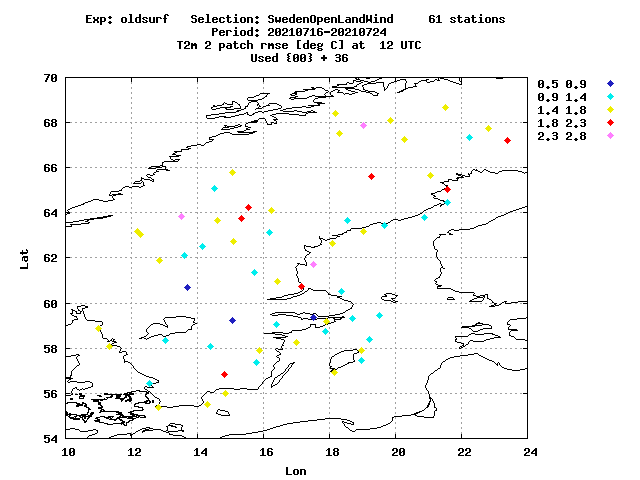 Exp: oldsurf Selection: SwedenOpenLandWind 61 stations
Period: 20210716-20210724
T2m 2 patch rmse [deg C] at 12 UTC
Used {00} + 36
70
68
66
64
62
60
58
56
54
10 12 14 16 18 20 22 24
Lat
Lon
0.5 0.9
0.9 1.4
1.4 1.8
1.8 2.3
2.3 2.8